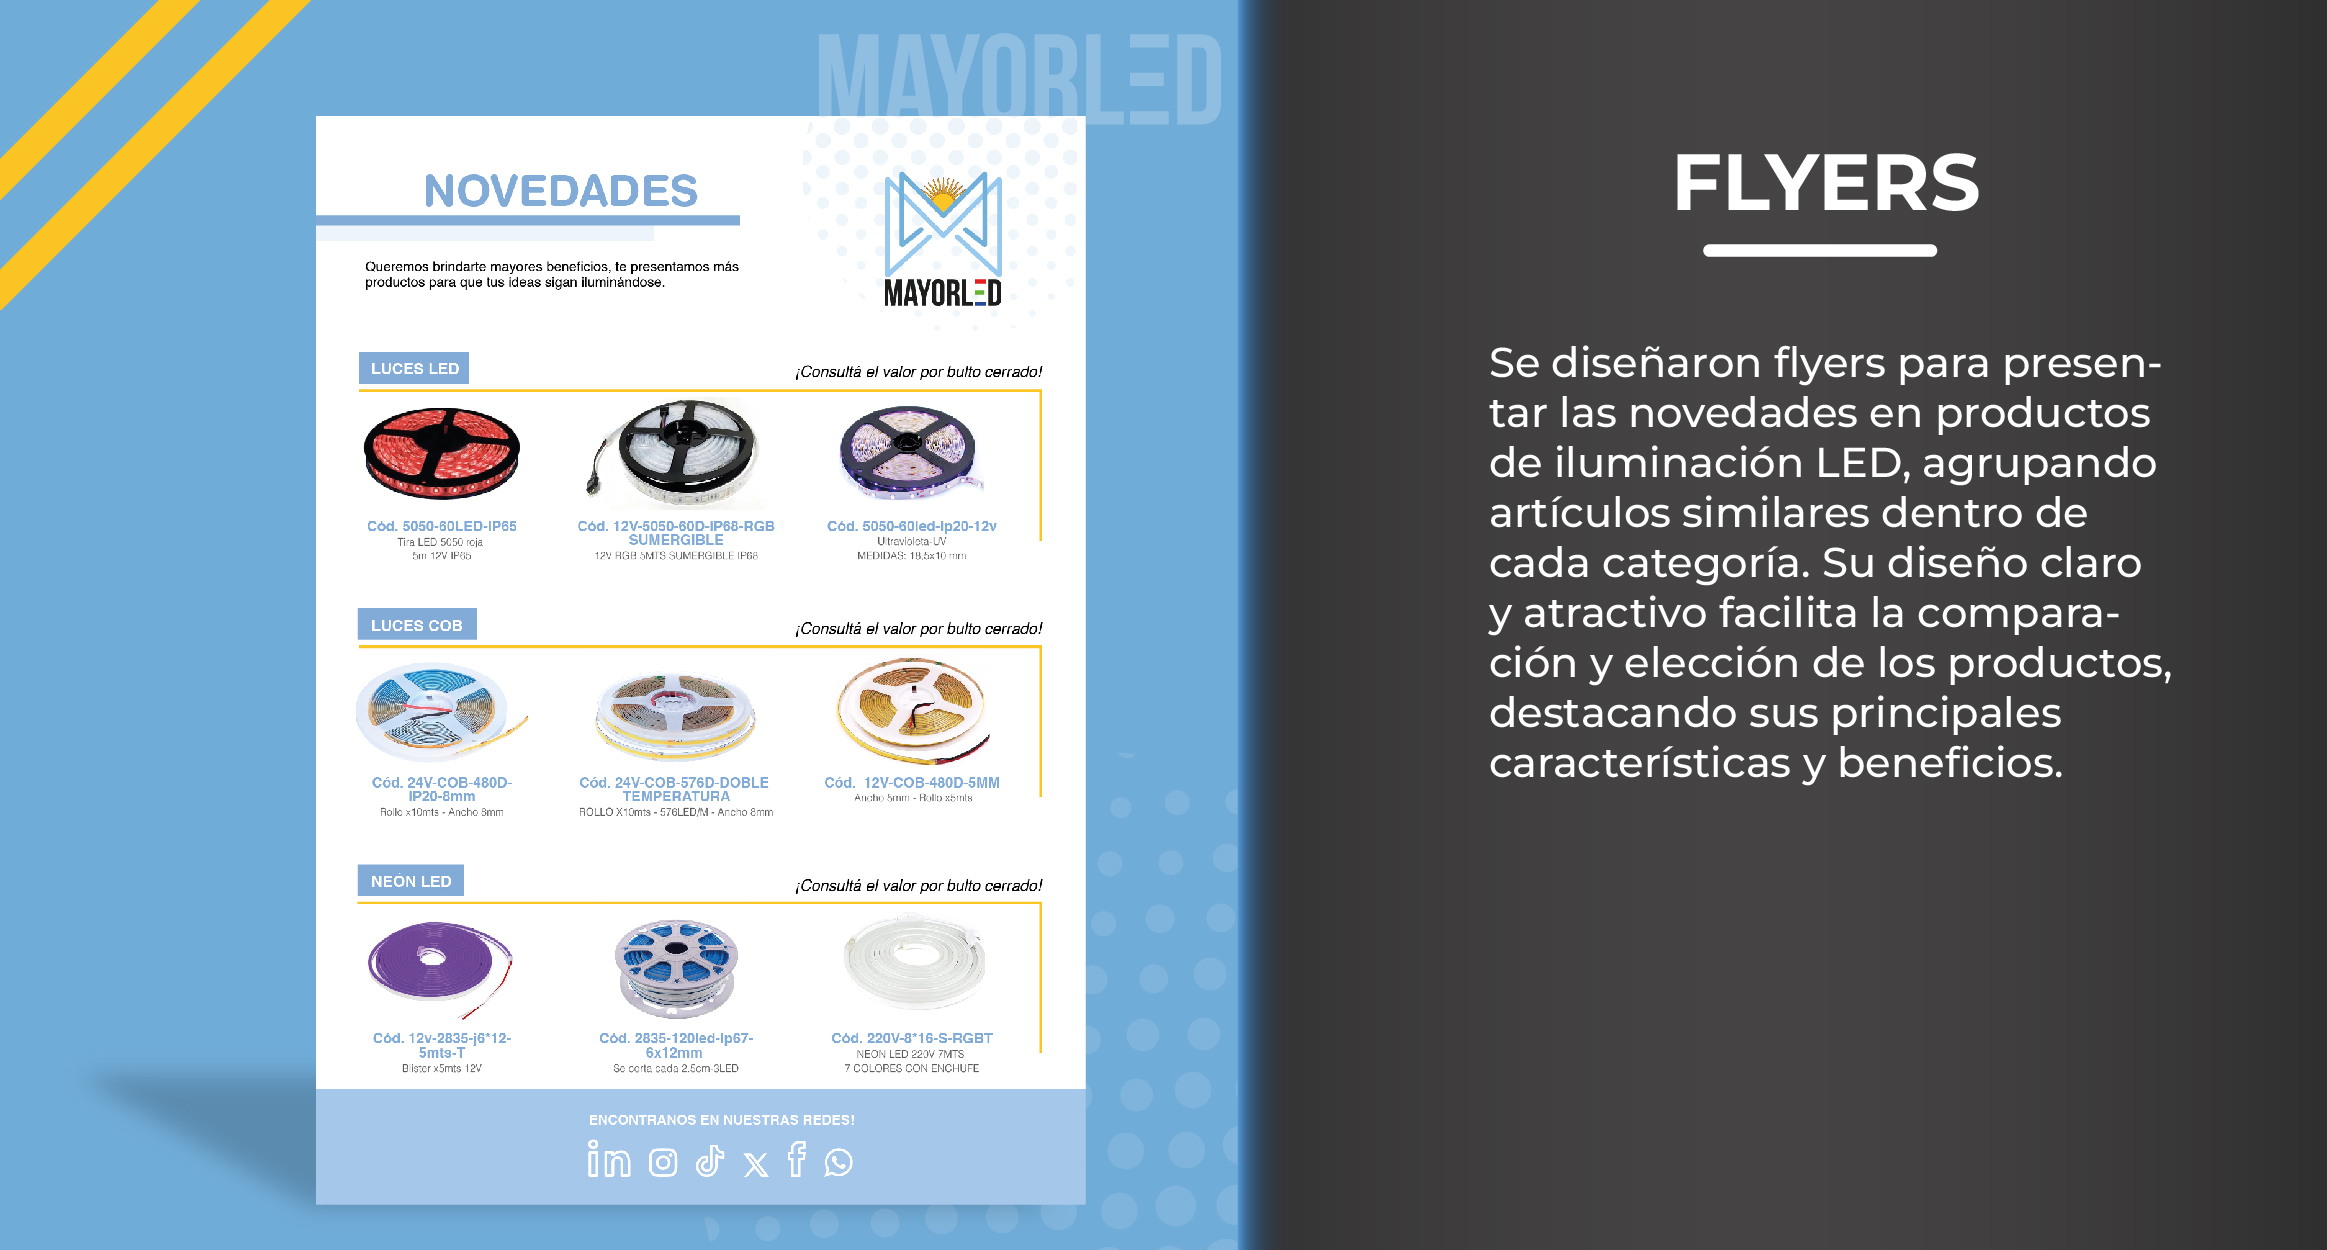 MAYORLED
NOVEDADES
Queremos brindarte mayores beneficios, te presentamos más
productos para que tus ideas sigan iluminándose.
MAYORLED
LUCES LED
¡Consultá el valor por bulto cerrado!
Cód. 5050-60LED-IP65
Tira LED 5050 roja
5m 12V IP65
Cód. 12V-5050-60D-IP68-RGB
SUMERGIBLE
12V RGB 5MTS SUMERGIBLE IP68
Cód. 5050-60led-ip20-12v
Ultravioleta-UV
MEDIDAS: 18,5x10 mm
LUCES COB
¡Consultá el valor por bulto cerrado!
Cód. 24V-COB-480D-
IP20-8mm
Rollo x10mts - Ancho 8mm
Cód. 24V-COB-576D-DOBLE
TEMPERATURA
ROLLO X10mts - 576LED/M - Ancho 8mm
Cód. 12V-COB-480D-5MM
Ancho 5mm - Rollo x5mts
NEÓN LED
¡Consultá el valor por bulto cerrado!
Cód. 12v-2835-j6*12-
5mts-T
Blister x5mts 12V
Cód. 2835-120led-ip67-
6x12mm
Se corta cada 2.5cm-3LED
Cód. 220V-8*16-S-RGBT
NEON LED 220V 7MTS
7 COLORES CON ENCHUFE
ENCONTRANOS EN NUESTRAS REDES!
FLYERS
Se diseñaron flyers para presen-
tar las novedades en productos
de iluminación LED, agrupando
artículos similares dentro de
cada categoría. Su diseño claro
y atractivo facilita la compara-
ción y elección de los productos,
destacando sus principales
características y beneficios.